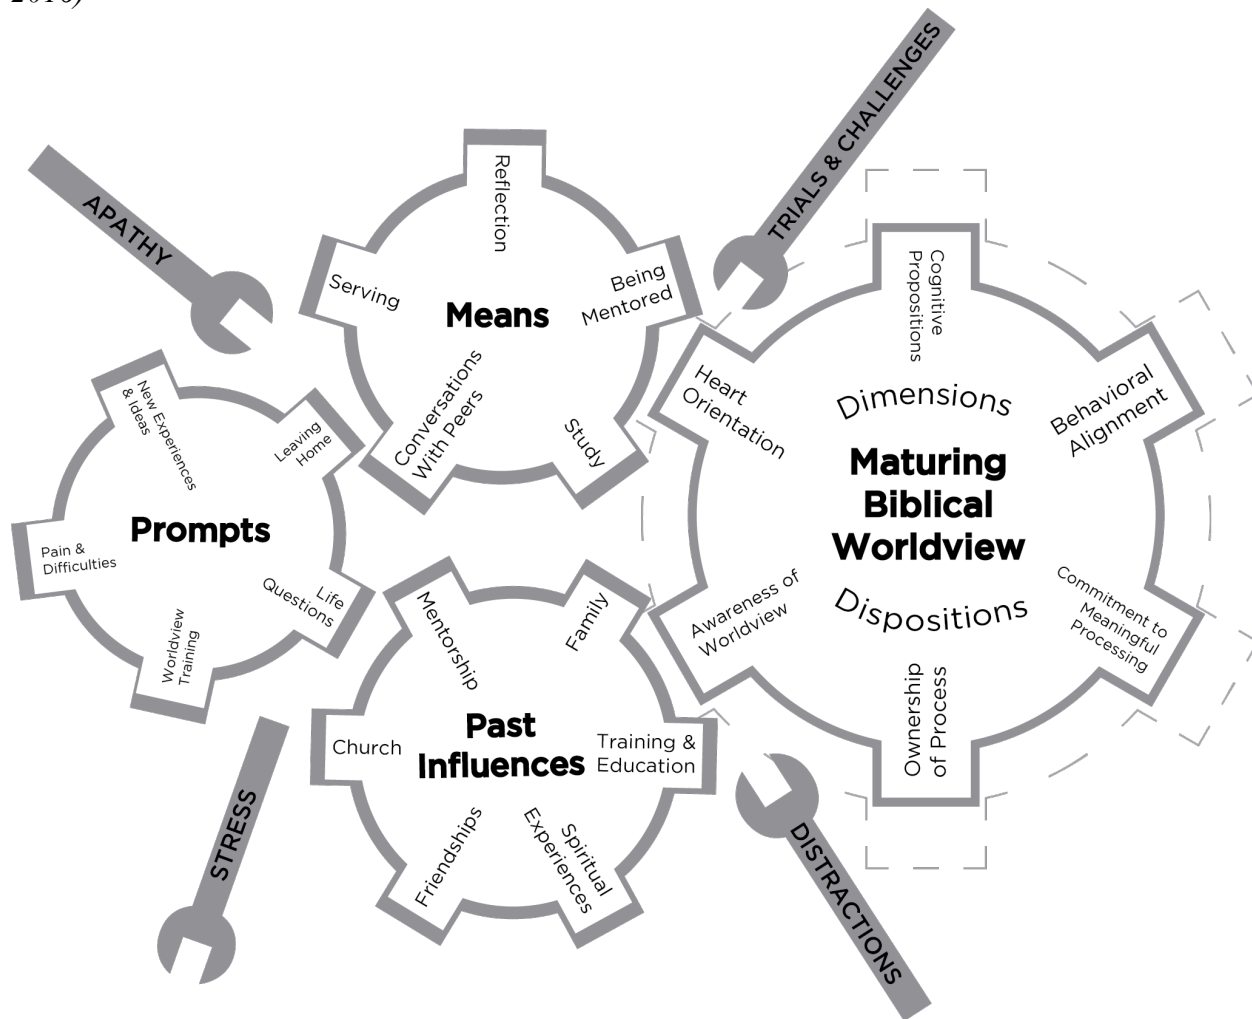 2016)
APATHY
TRIALS & CHALLENGES
Reflection
Serving
Being
Mentored
Means
Conversations
With Peers
Study
New Experiences
& Ideas
Leaving
Home
Prompts
Pain &
Difficulties
Life
Questions
Worldview
Training
Cognitive
Propositions
Heart
Orientation
Behavioral
Alignment
Dimensions
Maturing
Biblical
Worldview
Dispositions
Awareness of
Worldview
Commitment to
Meaningful
Processing
Ownership
of Process
Mentorship
Family
Past
Influences
Church
Training &
Education
Friendships
Spiritual
Experiences
STRESS
DISTRACTIONS